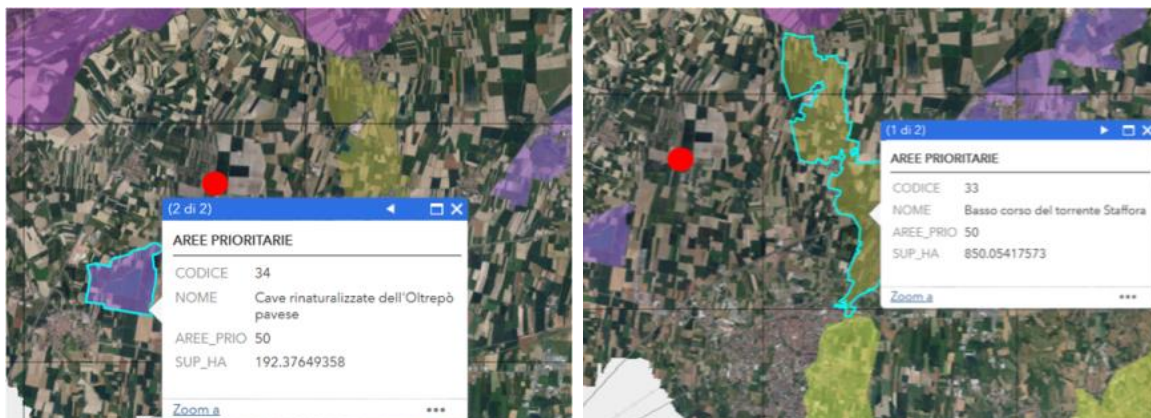 (2 di 2)
AREE PRIORITARIE
CODICE 34
NOME Cave rinaturalizzate dell'Oltrepò
pavese
AREE_PRIO 50
SUP_HA 192.37649358
Zoom a
(1 di 2)
AREE PRIORITARIE
CODICE 33
NOME Basso corso del torrente Staffora
AREE_PRIO 50
SUP_HA 850.05417573
Zoom a